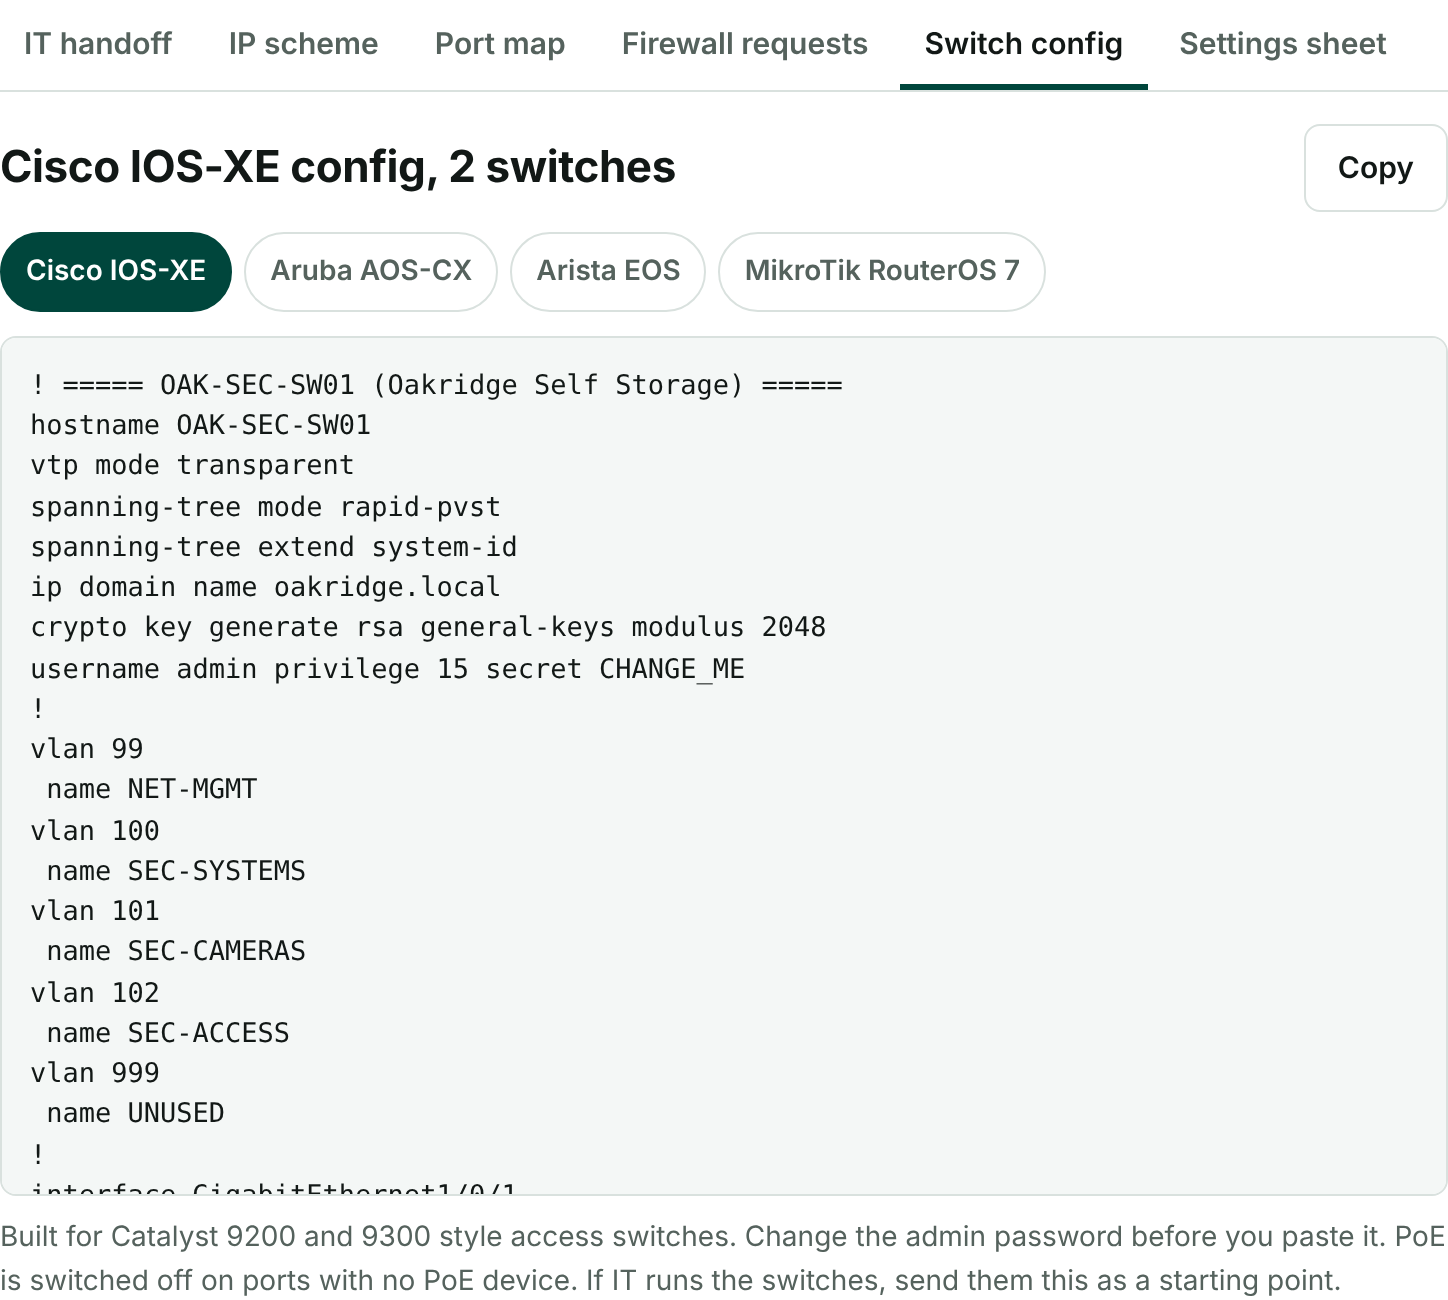 IT handoff IP scheme Port map Firewall requests Switch config Settings sheet
Cisco IOS-XE config, 2 switches
Copy
Cisco IOS-XE Aruba AOS-CX Arista EOS MikroTik RouterOS 7
! ===== OAK-SEC-SW01 (Oakridge Self Storage) =====
hostname OAK-SEC-SW01
vtp mode transparent
spanning-tree mode rapid-pvst
spanning-tree extend system-id
ip domain name oakridge.local
crypto key generate rsa general-keys modulus 2048
username admin privilege 15 secret CHANGE_ME
!
vlan 99
 name NET-MGMT
vlan 100
 name SEC-SYSTEMS
vlan 101
 name SEC-CAMERAS
vlan 102
 name SEC-ACCESS
vlan 999
 name UNUSED
!
interface GigabitEthernet1/0/1
Built for Catalyst 9200 and 9300 style access switches. Change the admin password before you paste it. PoE
is switched off on ports with no PoE device. If IT runs the switches, send them this as a starting point.